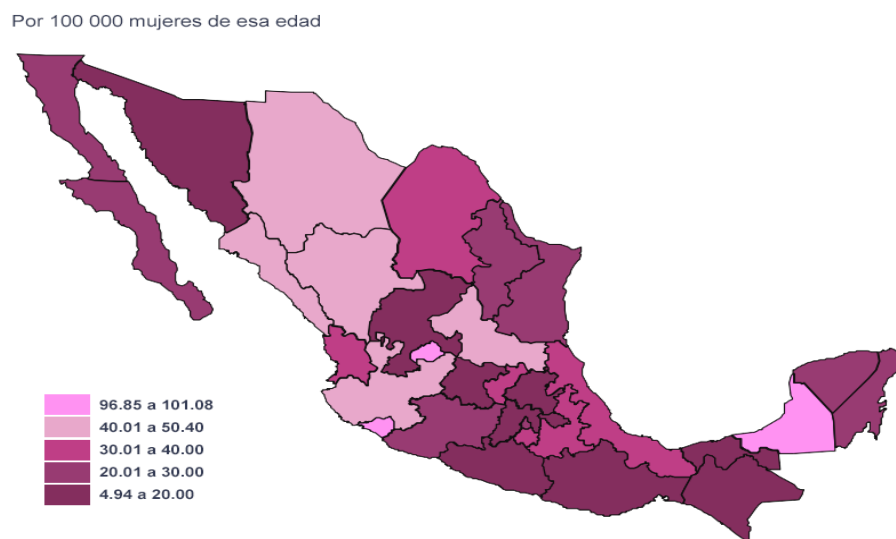 Por 100 000 mujeres de esa edad
96.85 a 101.08
40.01 a 50.40
30.01 a 40.00
20.01 a 30.00
4.94 a 20.00